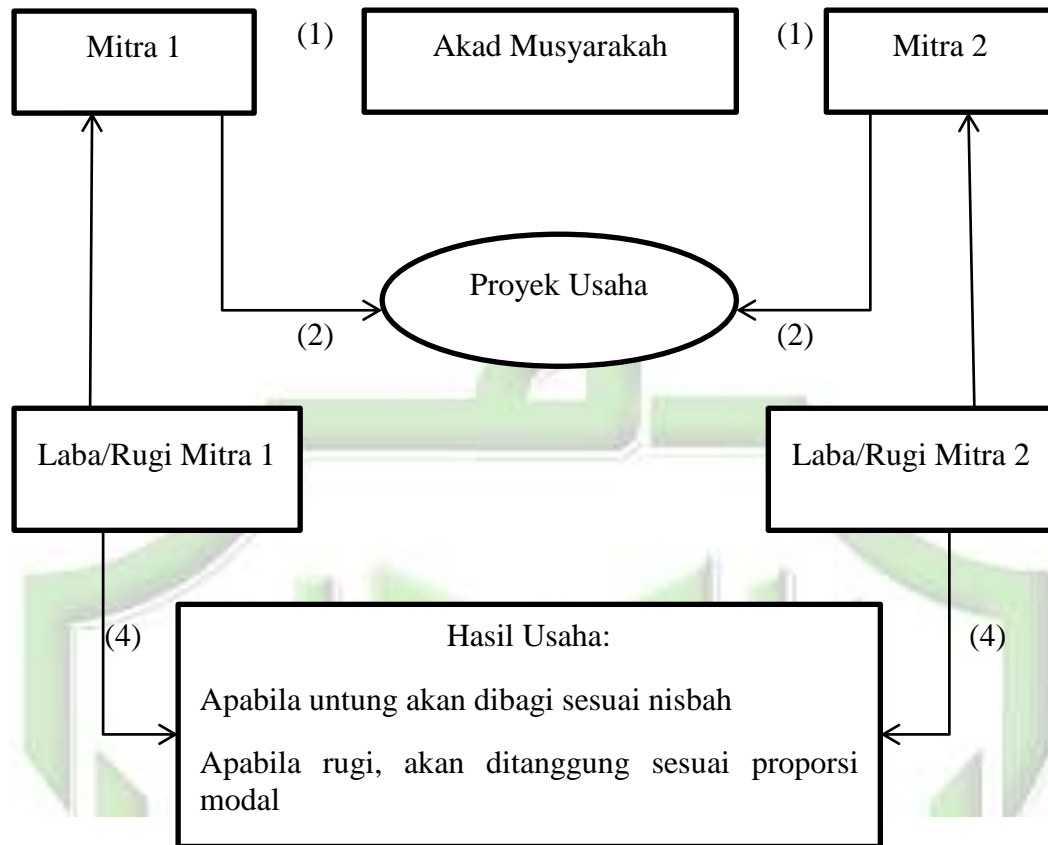 Mitra 1
(1)
Akad Musyarakah
(1)
Mitra 2
Proyek Usaha
(2)
(2)
Laba/Rugi Mitra 1
Laba/Rugi Mitra 2
(4)
Hasil Usaha:
(4)
Apabila untung akan dibagi sesuai nisbah
Apabila rugi, akan ditanggung sesuai proporsi
modal